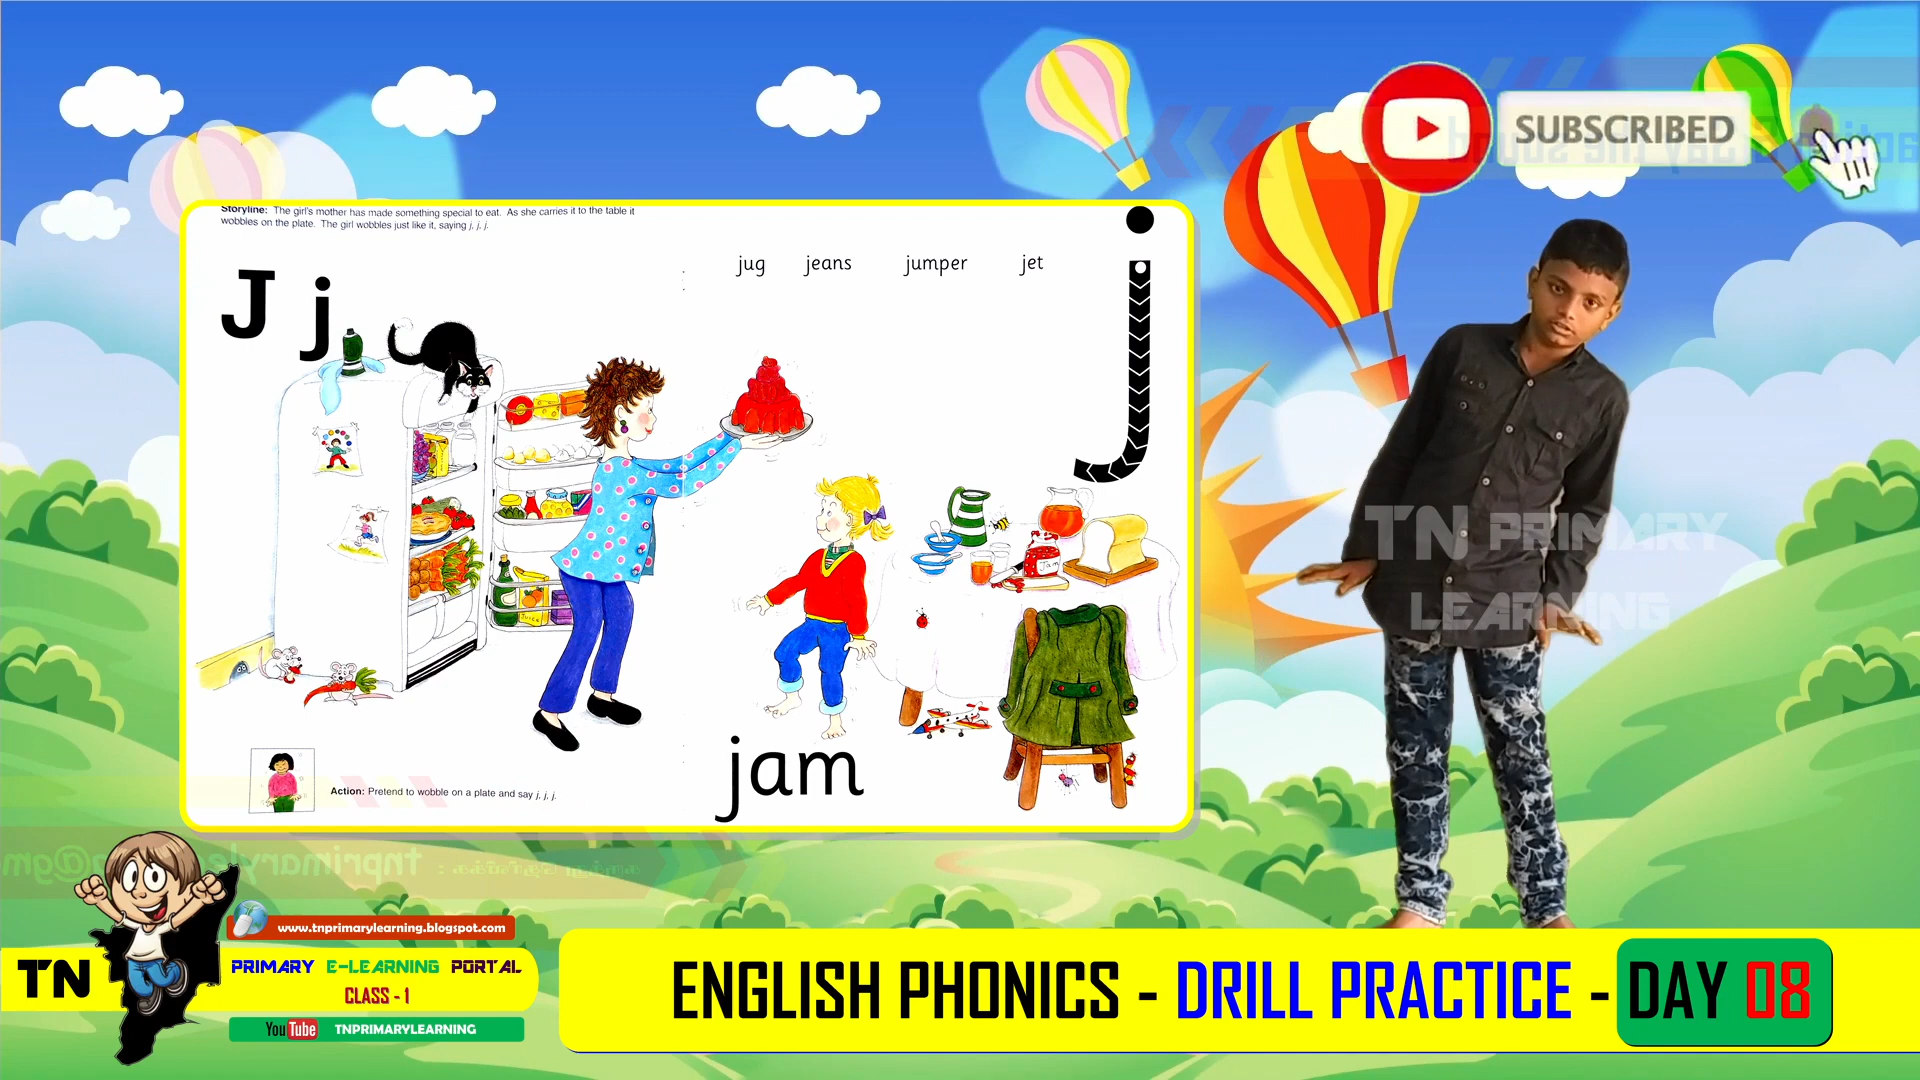 SUBSCRIBED
Storyline: The girl's mother has made something special to eat. As she carries it to the table it
wobbles on the plate. The girl wobbles just like it, saying j, j, j.
jug jeans jumper jet
J j
j
Jam
Juice
jam
Action: Pretend to wobble on a plate and say j, j, j.
TN PRIMARY
LEARNING
www.tnprimarylearning.blogspot.com
TN
PRIMARY E-LEARNING PORTAL
CLASS - 1
YouTube TNPRIMARYLEARNING
ENGLISH PHONICS - DRILL PRACTICE - DAY 08